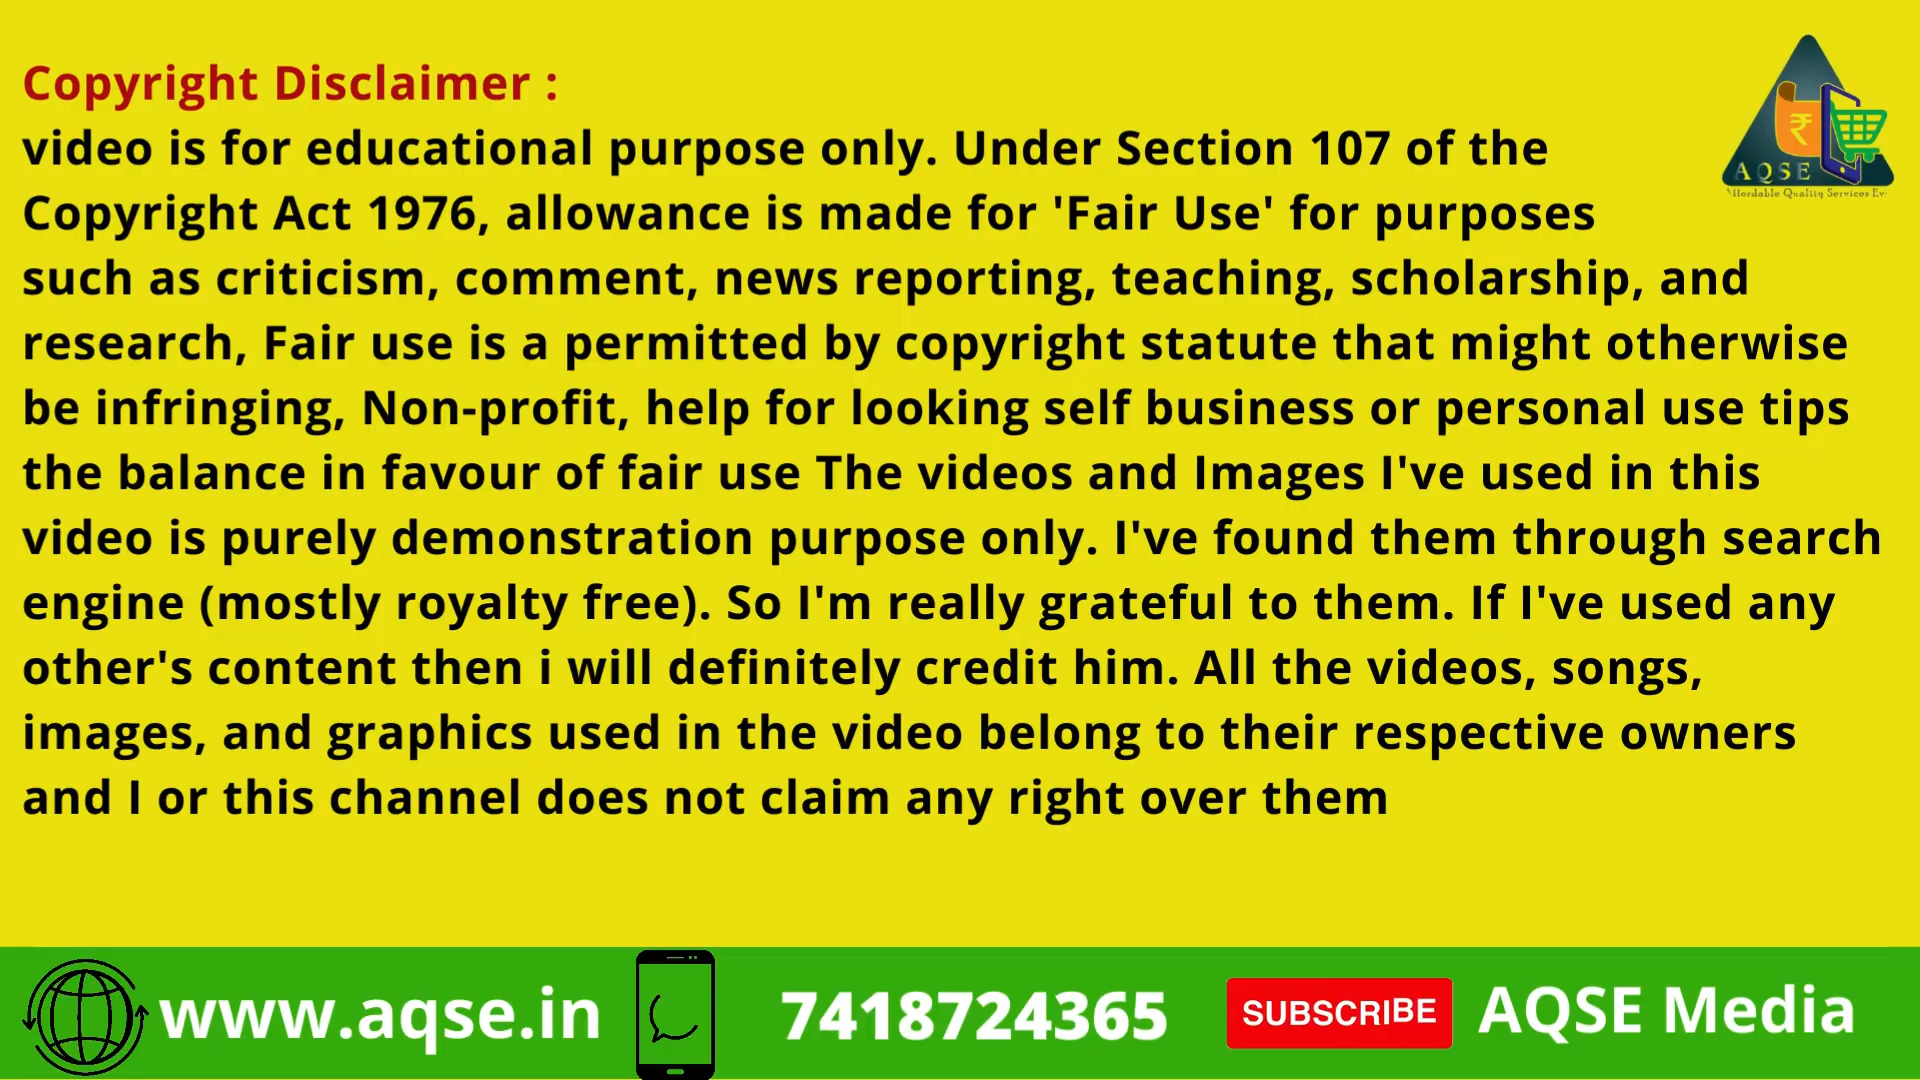 Copyright Disclaimer :
video is for educational purpose only. Under Section 107 of the
Copyright Act 1976, allowance is made for 'Fair Use' for purposes
such as criticism, comment, news reporting, teaching, scholarship, and
research, Fair use is a permitted by copyright statute that might otherwise
be infringing, Non-profit, help for looking self business or personal use tips
the balance in favour of fair use The videos and Images I've used in this
video is purely demonstration purpose only. I've found them through search
engine (mostly royalty free). So I'm really grateful to them. If I've used any
other's content then i will definitely credit him. All the videos, songs,
images, and graphics used in the video belong to their respective owners
and I or this channel does not claim any right over them
₹
AQSE
ffordable Quality Services Ev
www.aqse.in
7418724365
SUBSCRIBE
AQSE Media